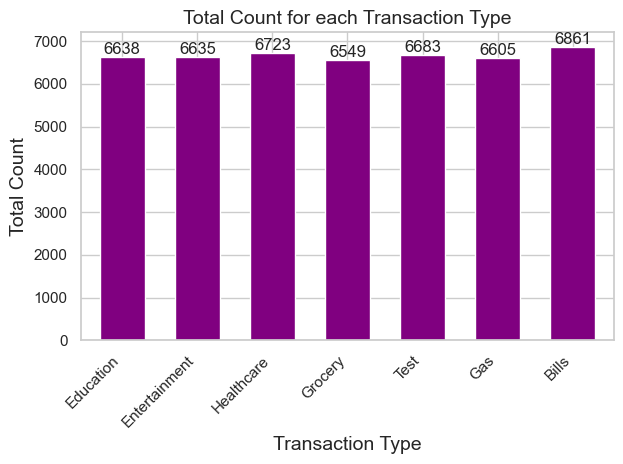 Total Count for each Transaction Type
7000
6000
5000
4000
3000
2000
1000
0
Total Count
6638
6635
6723
6549
6683
6605
6861
Education
Entertainment
Healthcare
Grocery
Test
Gas
Bills
Transaction Type